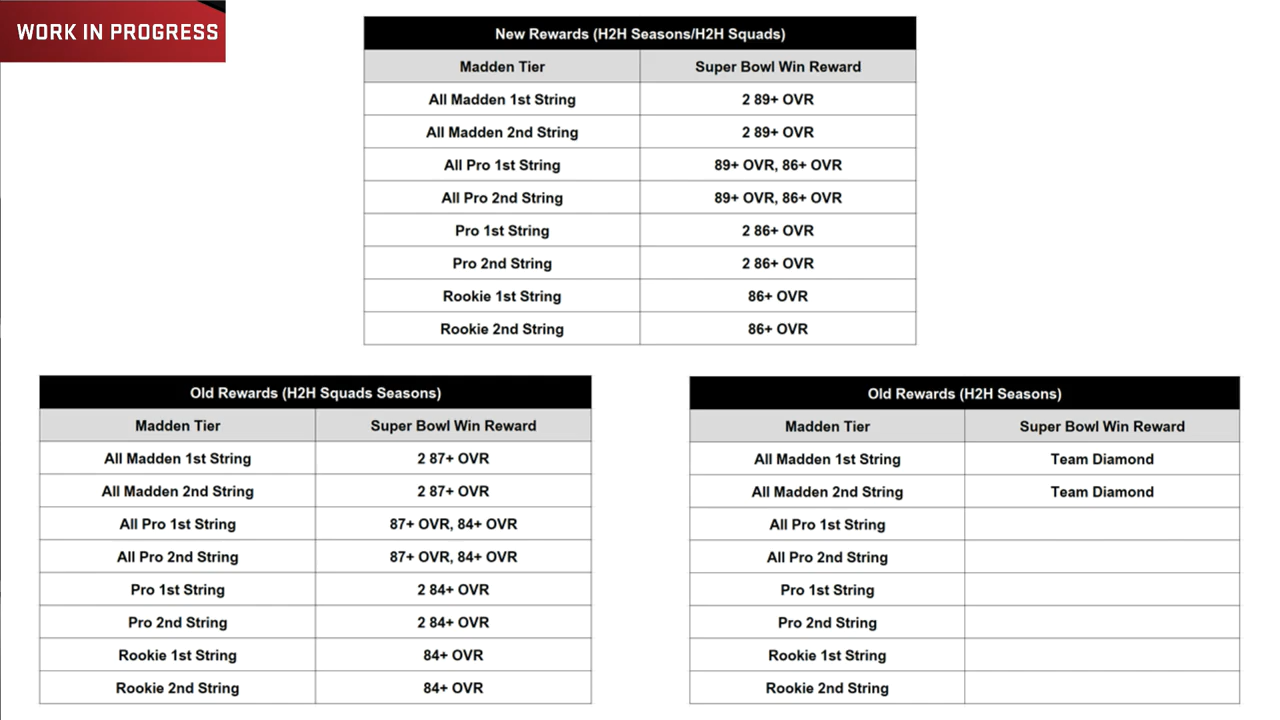 WORK IN PROGRESS
New Rewards (H2H Seasons/H2H Squads)
Madden Tier Super Bowl Win Reward
All Madden 1st String 2 89+ OVR
All Madden 2nd String 2 89+ OVR
All Pro 1st String 89+ OVR, 86+ OVR
All Pro 2nd String 89+ OVR, 86+ OVR
Pro 1st String 2 86+ OVR
Pro 2nd String 2 86+ OVR
Rookie 1st String 86+ OVR
Rookie 2nd String 86+ OVR
Old Rewards (H2H Squads Seasons)
Madden Tier Super Bowl Win Reward
All Madden 1st String 2 87+ OVR
All Madden 2nd String 2 87+ OVR
All Pro 1st String 87+ OVR, 84+ OVR
All Pro 2nd String 87+ OVR, 84+ OVR
Pro 1st String 2 84+ OVR
Pro 2nd String 2 84+ OVR
Rookie 1st String 84+ OVR
Rookie 2nd String 84+ OVR
Old Rewards (H2H Seasons)
Madden Tier Super Bowl Win Reward
All Madden 1st String Team Diamond
All Madden 2nd String Team Diamond
All Pro 1st String
All Pro 2nd String
Pro 1st String
Pro 2nd String
Rookie 1st String
Rookie 2nd String